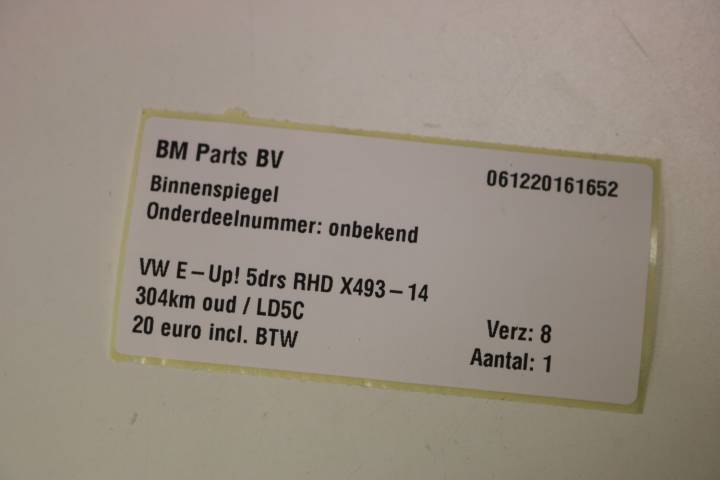 BM Parts BV
061220161652
Binnenspiegel
Onderdeelnummer: onbekend
VW E-Up! 5drs RHD X493-14
304km oud / LD5C
Verz: 8
20 euro incl. BTW
Aantal: 1